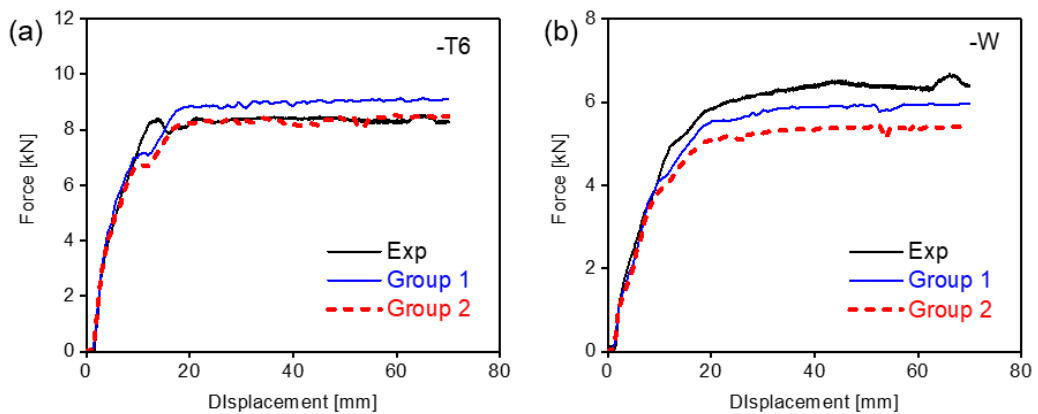 (a)
-T6
12
10
8
6
4
2
0
Force [kN]
Exp
Group 1
Group 2
0 20 40 60 80
DIsplacement [mm]
(b)
-W
8
6
4
2
0
Force [kN]
Exp
Group 1
Group 2
0 20 40 60 80
DIsplacement [mm]